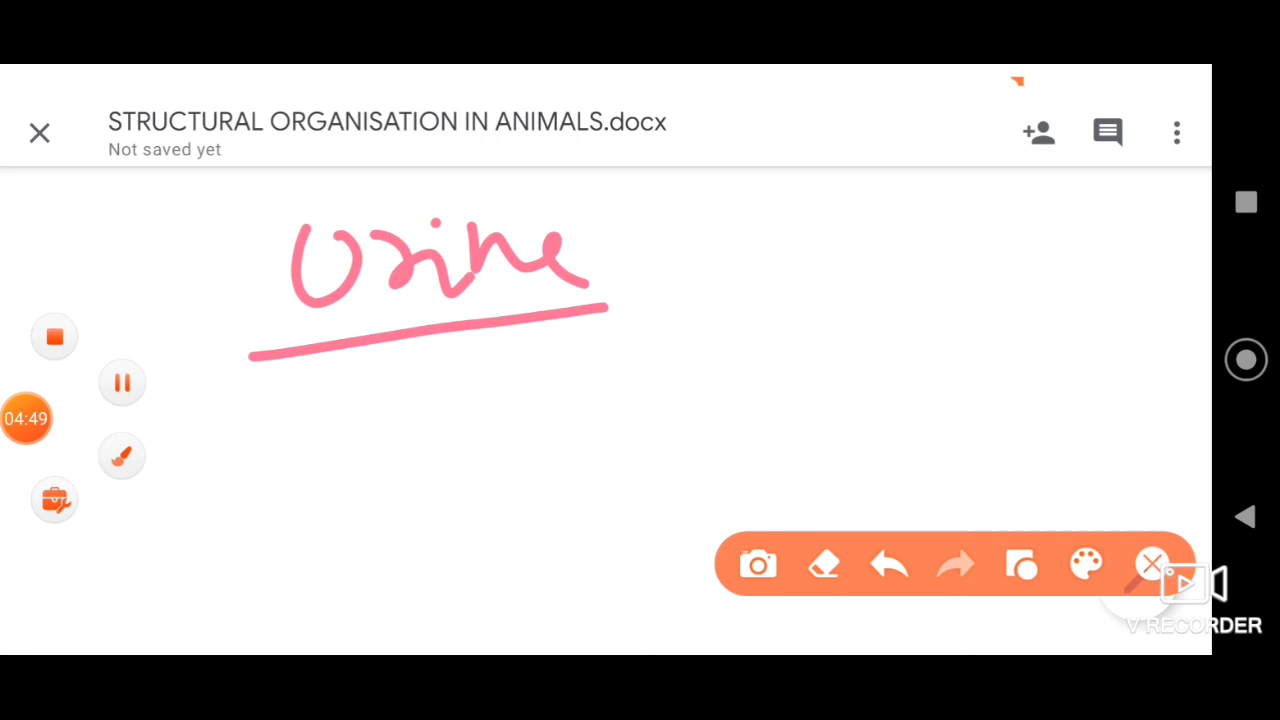 STRUCTURAL ORGANISATION IN ANIMALS.docx
Not saved yet
Urine
04:49
V RECORDER